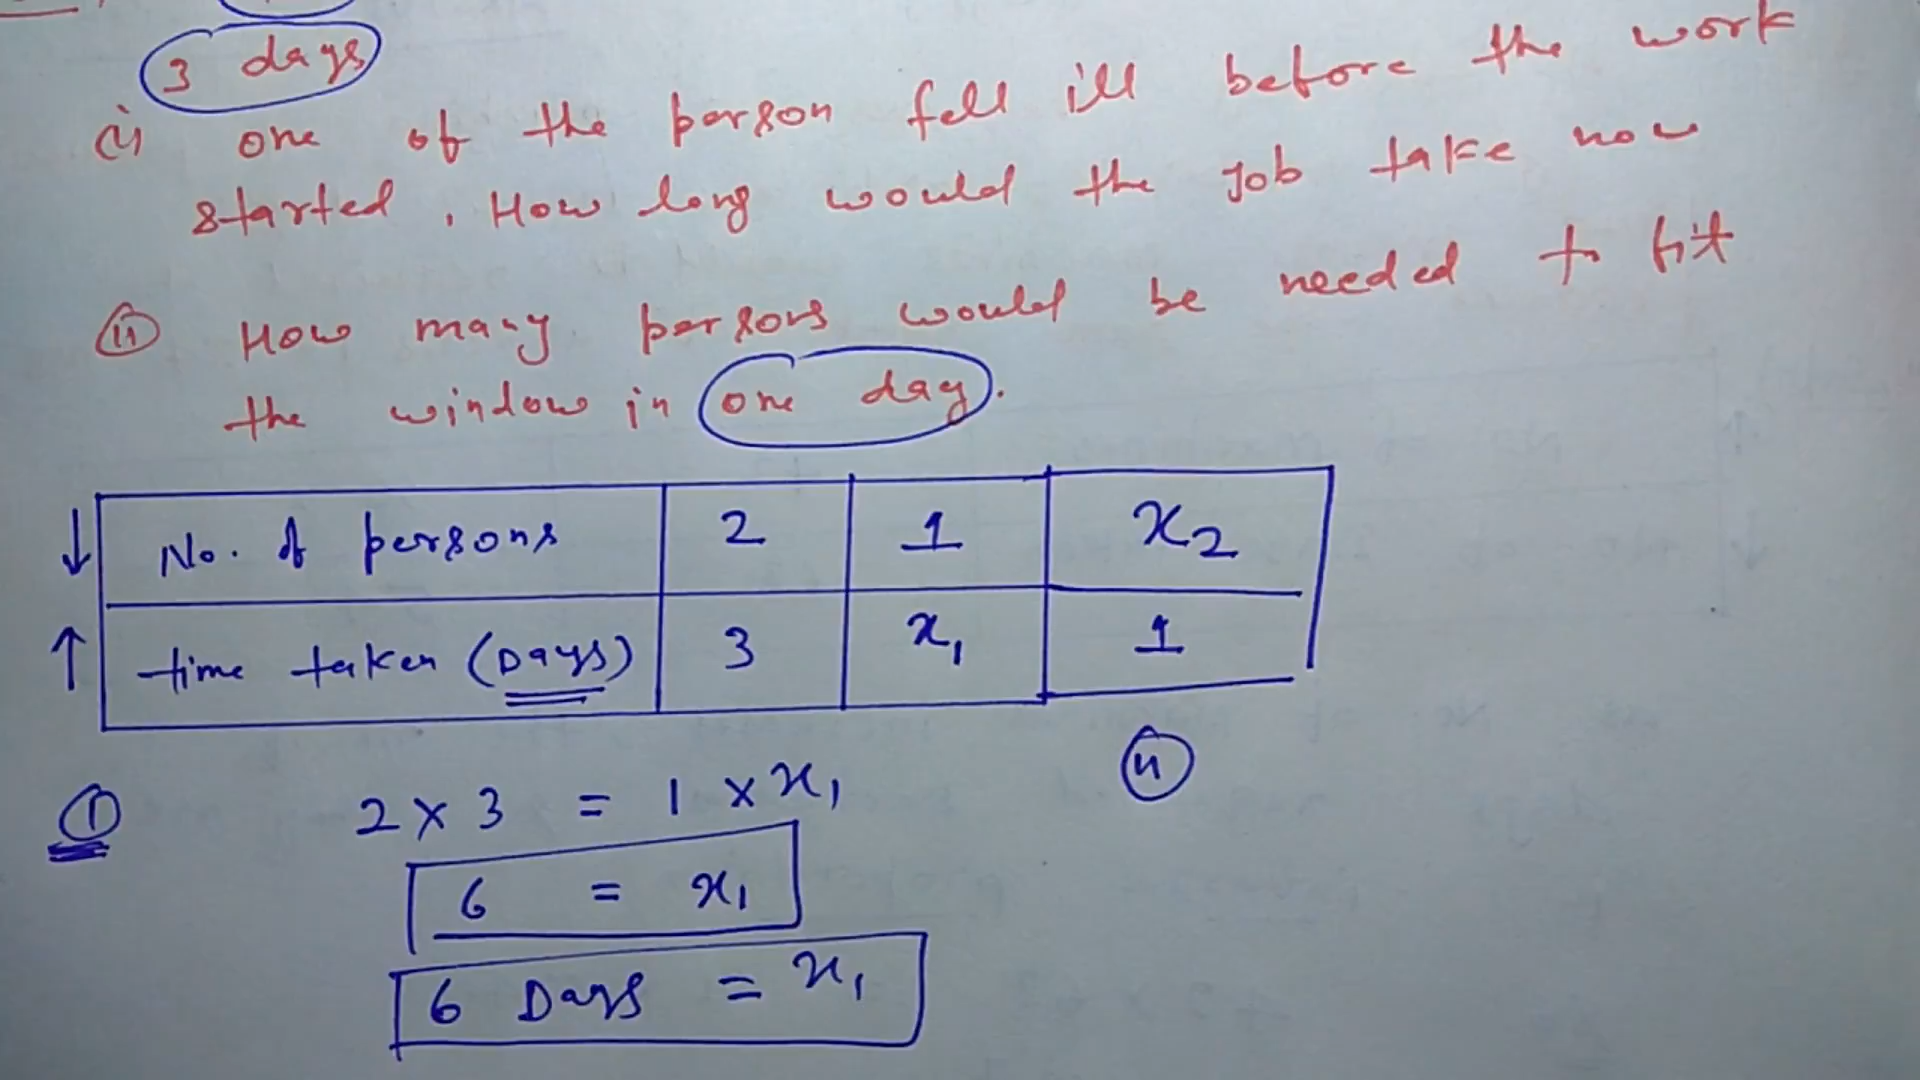 3 days
(i) one of the person fell ill before the work
started, How long would the Job take now
(ii) How many persons would be needed to fit
the window in one day.
No. of persons 2 1 x2
time taken (Days) 3 x1 1
(ii)
(i) 2 × 3 = 1 × x1
6 = x1
6 Days = x1